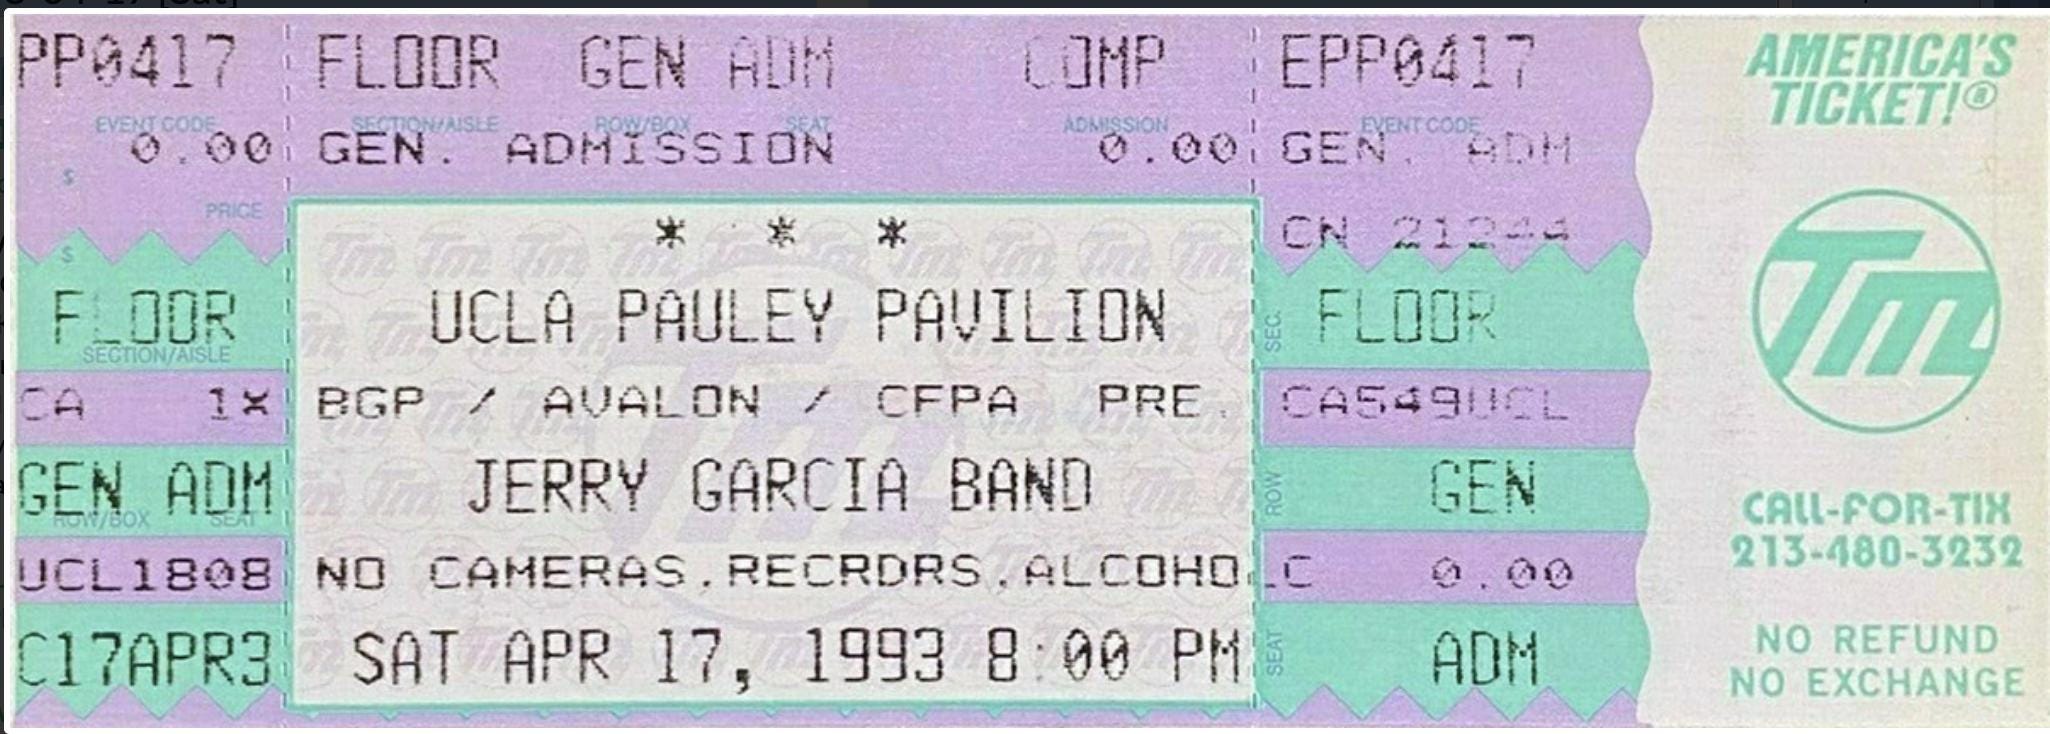 PP0417 FLOOR GEN ADM COMP EPP0417
EVENT CODE SECTION/AISLE ROW/BOX SEAT ADMISSION EVENT CODE
0.00 GEN. ADMISSION 0.00 GEN. ADM
$
PRICE
$
CN 21244
* * *
FLOOR UCLA PAULEY PAVILION SEC. FLOOR
SECTION/AISLE
CA 1X BGP / AVALON / CFPA PRE. CA549UCL
GEN ADM JERRY GARCIA BAND ROW GEN
ROW/BOX SEAT
UCL1808 NO CAMERAS,RECRDRS,ALCOHOLC 0.00
C17APR3 SAT APR 17, 1993 8:00 PM SEAT ADM
AMERICA'S
TICKET!®
Tm
CALL-FOR-TIX
213-480-3232
NO REFUND
NO EXCHANGE